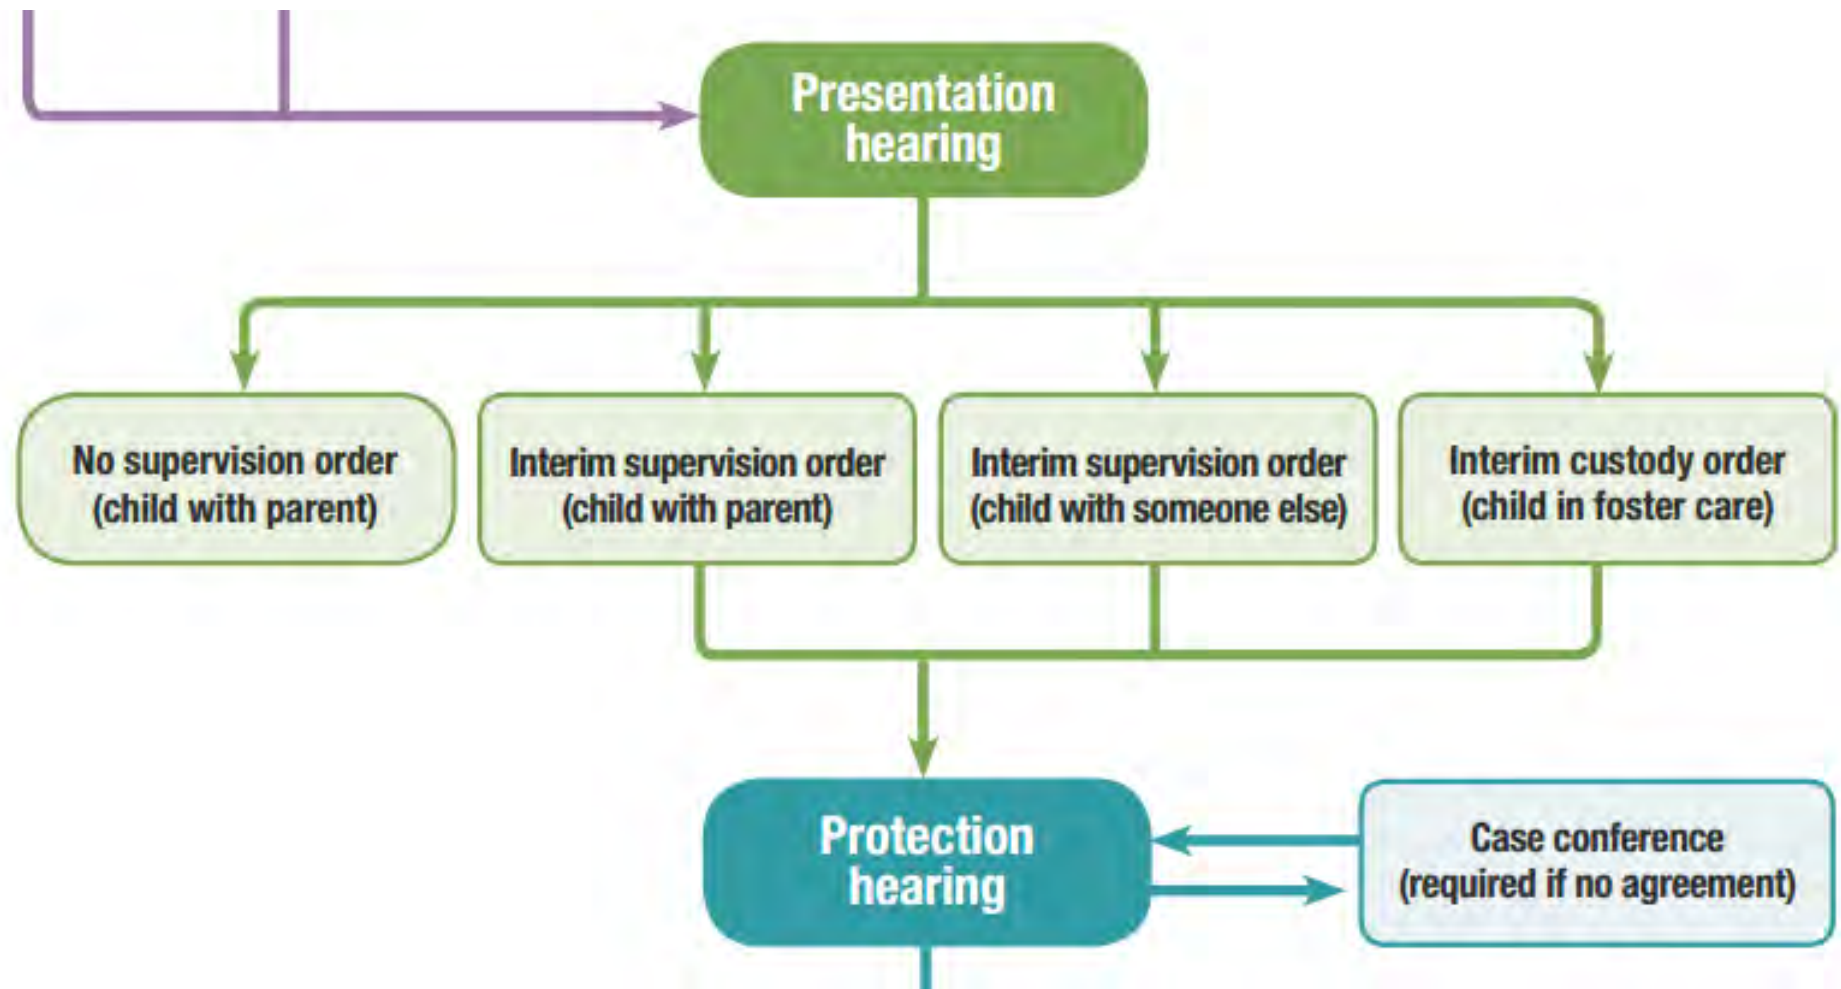 Presentation
hearing
No supervision order
(child with parent)
Interim supervision order
(child with parent)
Interim supervision order
(child with someone else)
Interim custody order
(child in foster care)
Protection
hearing
Case conference
(required if no agreement)